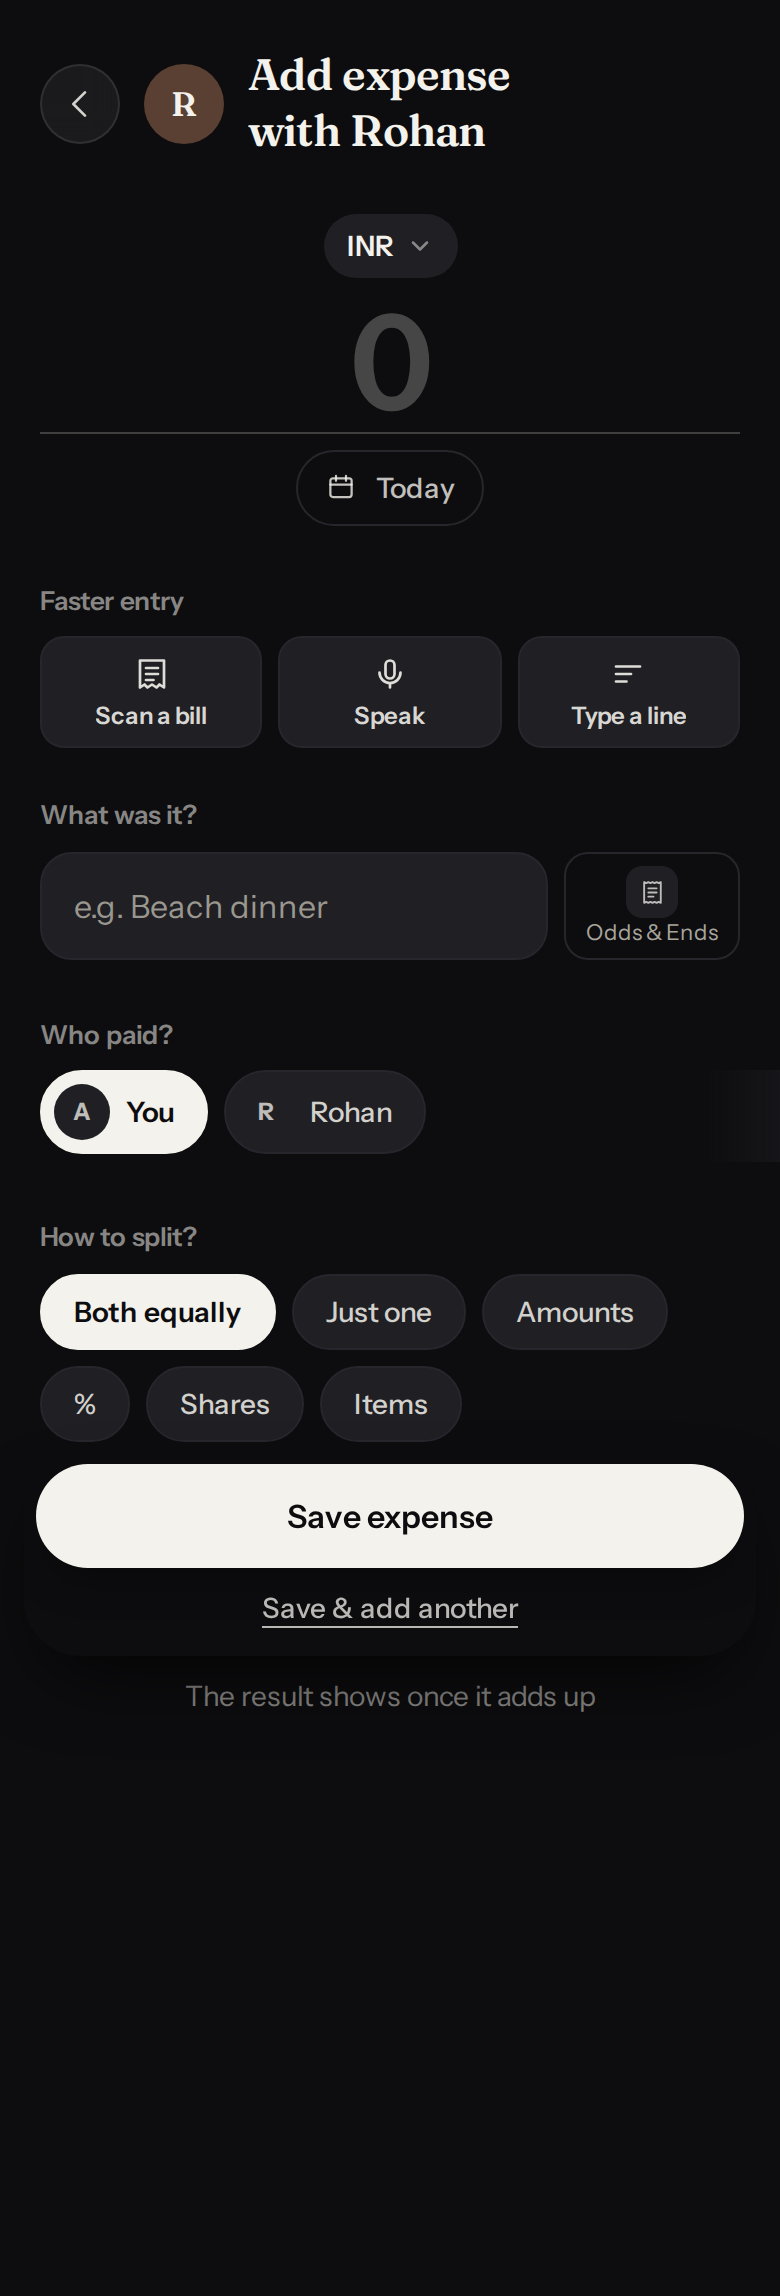 R
Add expense
with Rohan
INR
0
Today
Faster entry
Scan a bill
Speak
Type a line
What was it?
e.g. Beach dinner
Odds & Ends
Who paid?
A You
R Rohan
How to split?
Both equally
Just one
Amounts
%
Shares
Items
Save expense
Save & add another
The result shows once it adds up